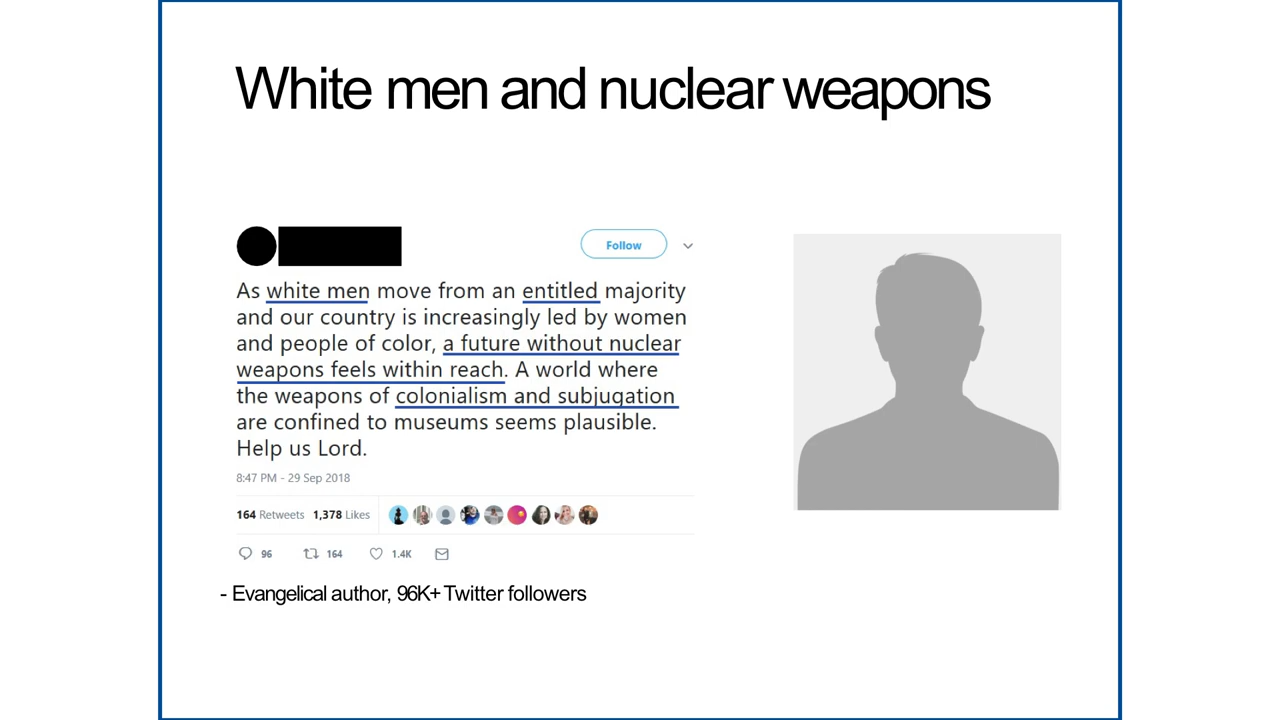 White men and nuclear weapons
Follow
As white men move from an entitled majority
and our country is increasingly led by women
and people of color, a future without nuclear
weapons feels within reach. A world where
the weapons of colonialism and subjugation
are confined to museums seems plausible.
Help us Lord.
8:47 PM - 29 Sep 2018
164 Retweets 1,378 Likes
96 164 1.4K
- Evangelical author, 96K+ Twitter followers